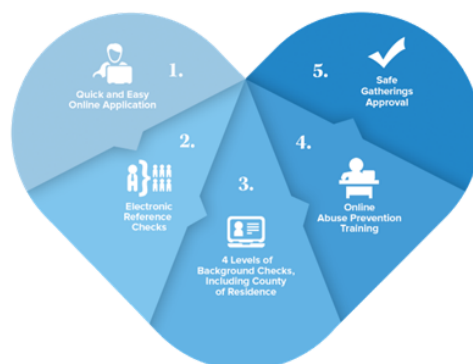 1.
Quick and Easy
Online Application
2.
Electronic
Reference
Checks
3.
4 Levels of
Background Checks,
Including County
of Residence
4.
Online
Abuse Prevention
Training
5.
Safe
Gatherings
Approval